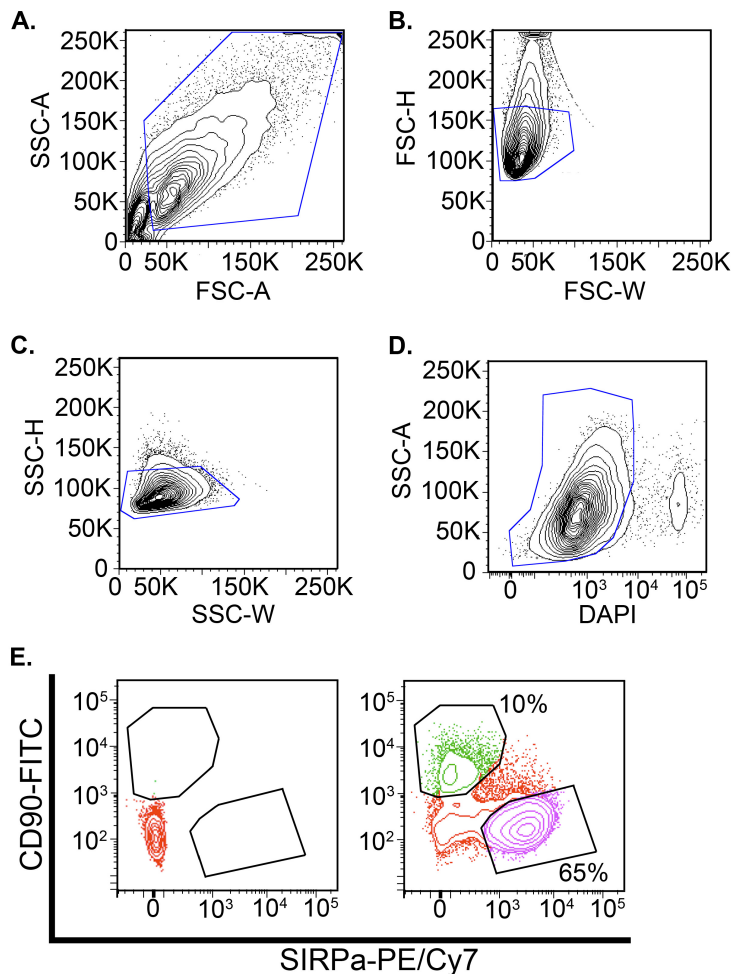 A.
250K
200K
150K
100K
50K
0
SSC-A
0 50K 150K 250K
FSC-A
B.
250K
200K
150K
100K
50K
0
FSC-H
0 50K 150K 250K
FSC-W
C.
250K
200K
150K
100K
50K
0
SSC-H
0 50K 150K 250K
SSC-W
D.
250K
200K
150K
100K
50K
0
SSC-A
0 10³ 10⁴ 10⁵
DAPI
E.
CD90-FITC
10⁵
10⁴
10³
10²
0 10³ 10⁴ 10⁵
10⁵
10⁴
10³
10²
10%
65%
0 10³ 10⁴ 10⁵
SIRPa-PE/Cy7